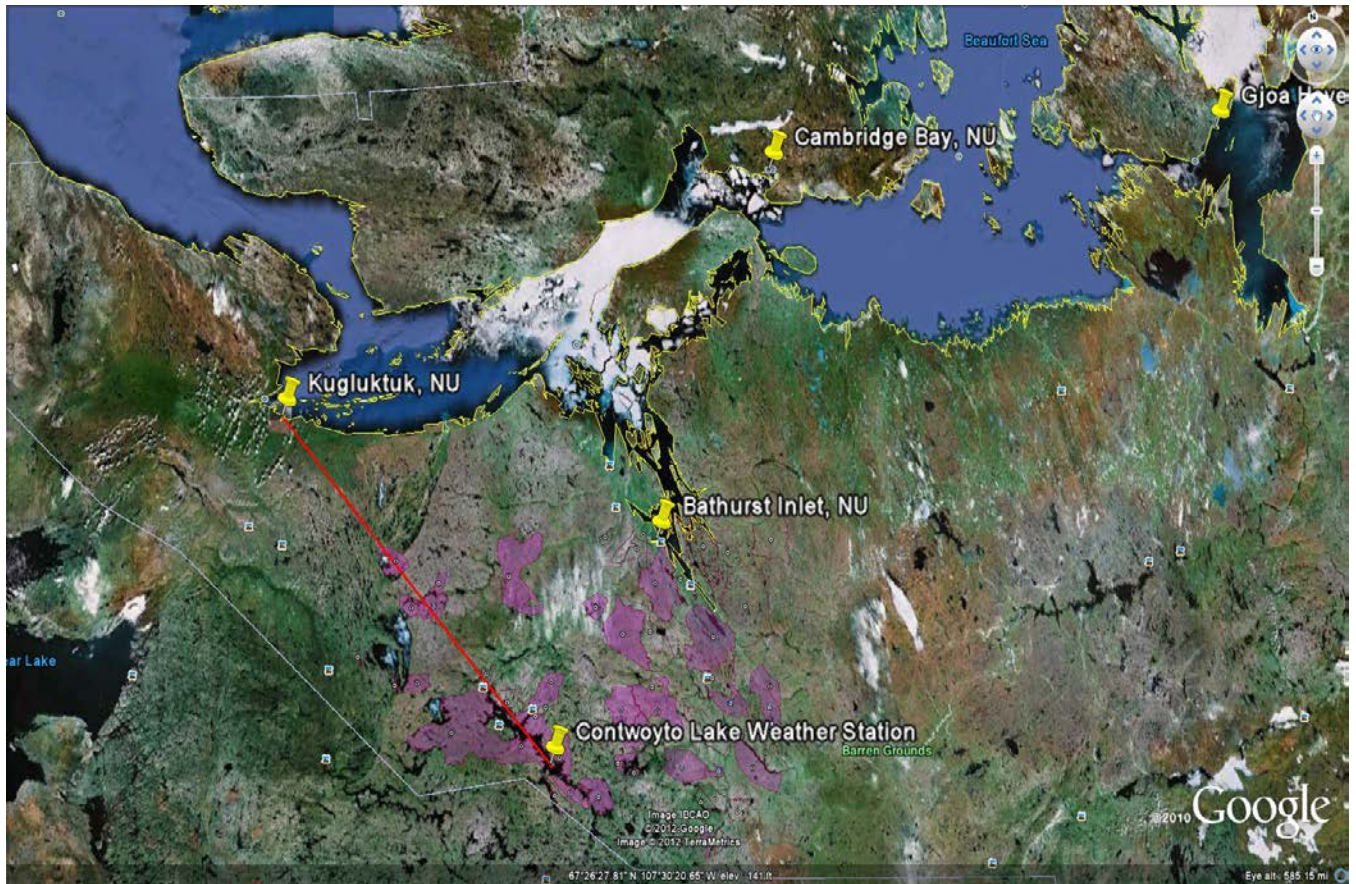 Beaufort Sea
N
Gjoa Have
Cambridge Bay, NU
Kugluktuk, NU
Bathurst Inlet, NU
ear Lake
Contwoyto Lake Weather Station
Barren Grounds
Image IBCAO
© 2012 Google
Image © 2012 TerraMetrics
©2010 Google
67°26'27.81" N 107°30'20.65" W elev -141 ft
Eye alt 585.15 mi